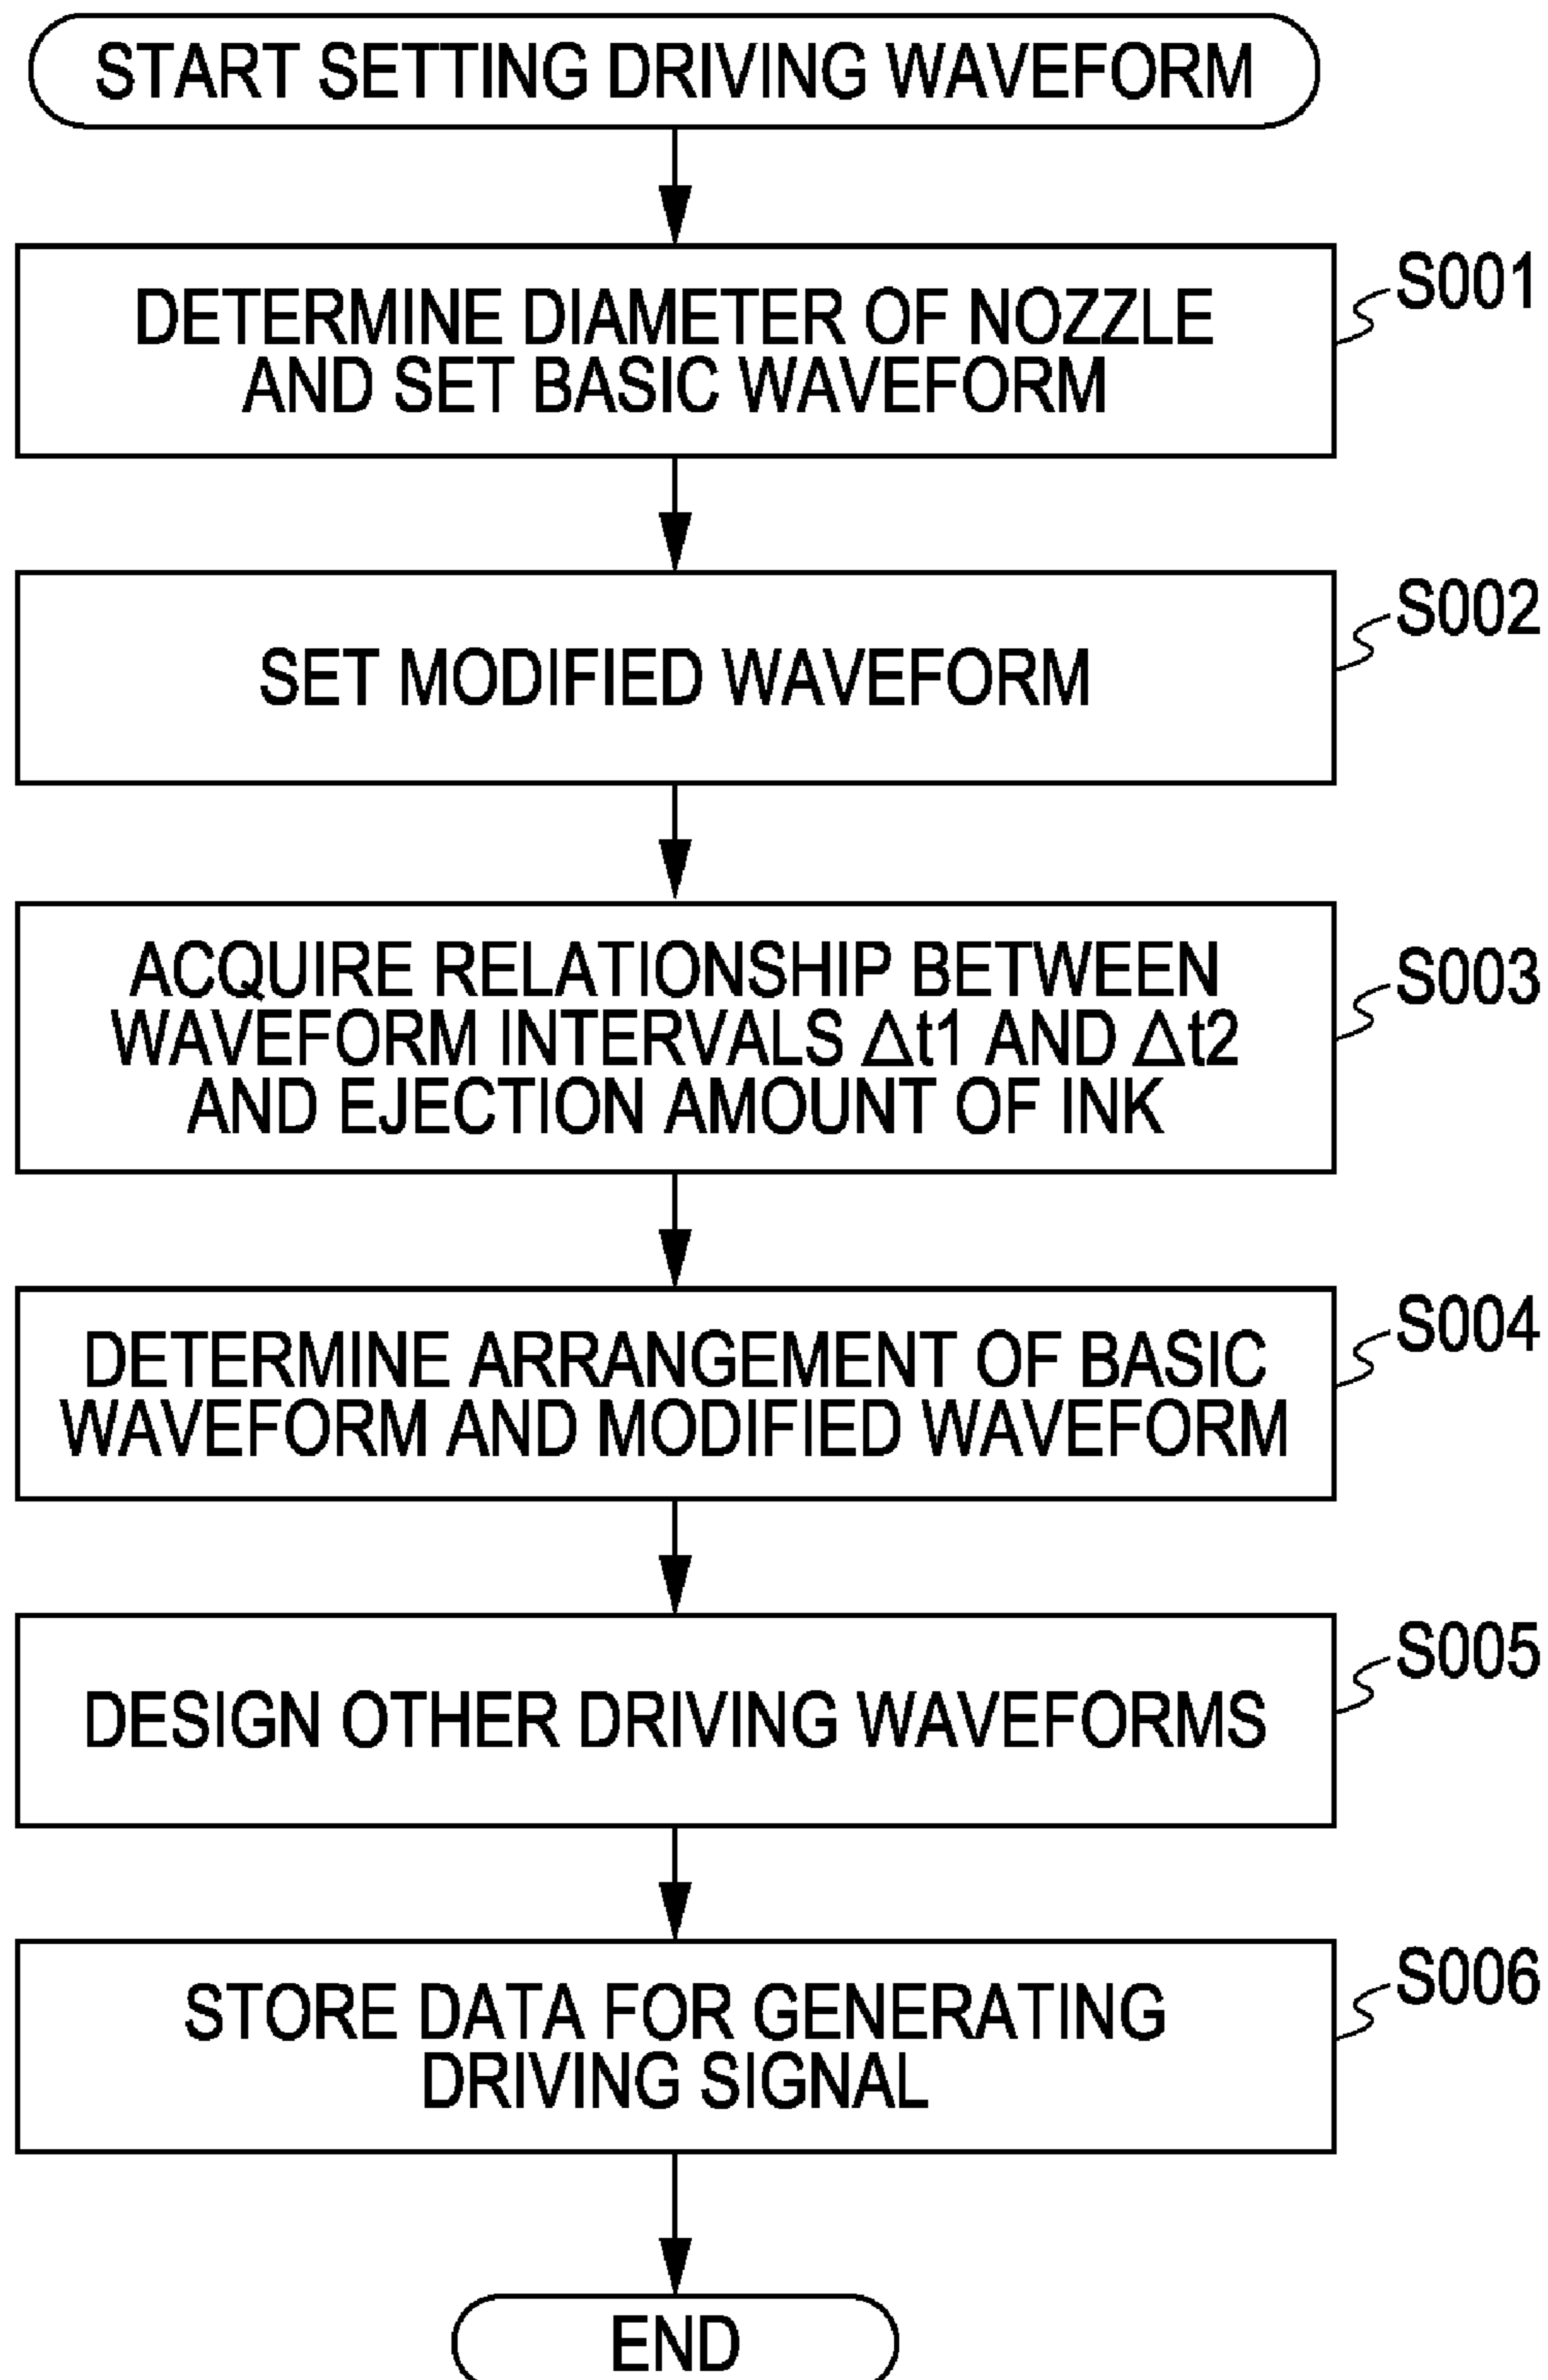 START SETTING DRIVING WAVEFORM
DETERMINE DIAMETER OF NOZZLE
AND SET BASIC WAVEFORM
S001
SET MODIFIED WAVEFORM
S002
ACQUIRE RELATIONSHIP BETWEEN
WAVEFORM INTERVALS Δt1 AND Δt2
AND EJECTION AMOUNT OF INK
S003
DETERMINE ARRANGEMENT OF BASIC
WAVEFORM AND MODIFIED WAVEFORM
S004
DESIGN OTHER DRIVING WAVEFORMS
S005
STORE DATA FOR GENERATING
DRIVING SIGNAL
S006
END